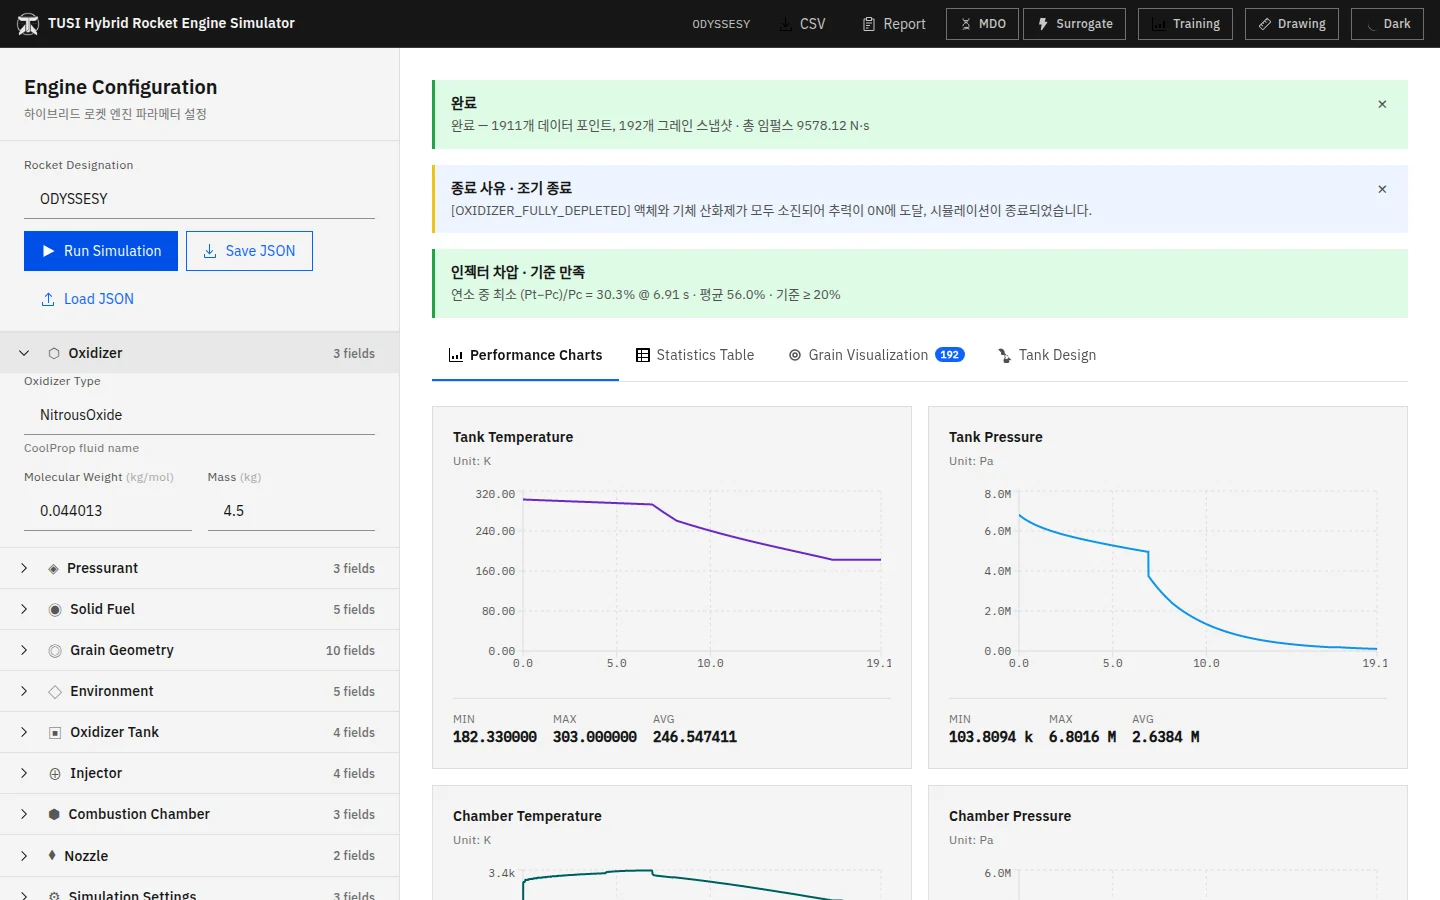 TUSI Hybrid Rocket Engine Simulator
ODYSSESY
CSV
Report
MDO
Surrogate
Training
Drawing
Dark
Engine Configuration
하이브리드 로켓 엔진 파라메터 설정
Rocket Designation
ODYSSESY
Run Simulation
Save JSON
Load JSON
Oxidizer
3 fields
Oxidizer Type
NitrousOxide
CoolProp fluid name
Molecular Weight (kg/mol)
Mass (kg)
0.044013
4.5
Pressurant
3 fields
Solid Fuel
5 fields
Grain Geometry
10 fields
Environment
5 fields
Oxidizer Tank
4 fields
Injector
4 fields
Combustion Chamber
3 fields
Nozzle
2 fields
Simulation Settings
3 fields
완료
완료 — 1911개 데이터 포인트, 192개 그레인 스냅샷 · 총 임펄스 9578.12 N·s
종료 사유 · 조기 종료
[OXIDIZER_FULLY_DEPLETED] 액체와 기체 산화제가 모두 소진되어 추력이 0N에 도달, 시뮬레이션이 종료되었습니다.
인젝터 차압 · 기준 만족
연소 중 최소 (Pt−Pc)/Pc = 30.3% @ 6.91 s · 평균 56.0% · 기준 ≥ 20%
Performance Charts
Statistics Table
Grain Visualization 192
Tank Design
Tank Temperature
Unit: K
320.00
240.00
160.00
80.00
0.00
0.0 5.0 10.0 19.1
MIN MAX AVG
182.330000 303.000000 246.547411
Tank Pressure
Unit: Pa
8.0M
6.0M
4.0M
2.0M
0.00
0.0 5.0 10.0 19.1
MIN MAX AVG
103.8094 k 6.8016 M 2.6384 M
Chamber Temperature
Unit: K
3.4k
Chamber Pressure
Unit: Pa
6.0M